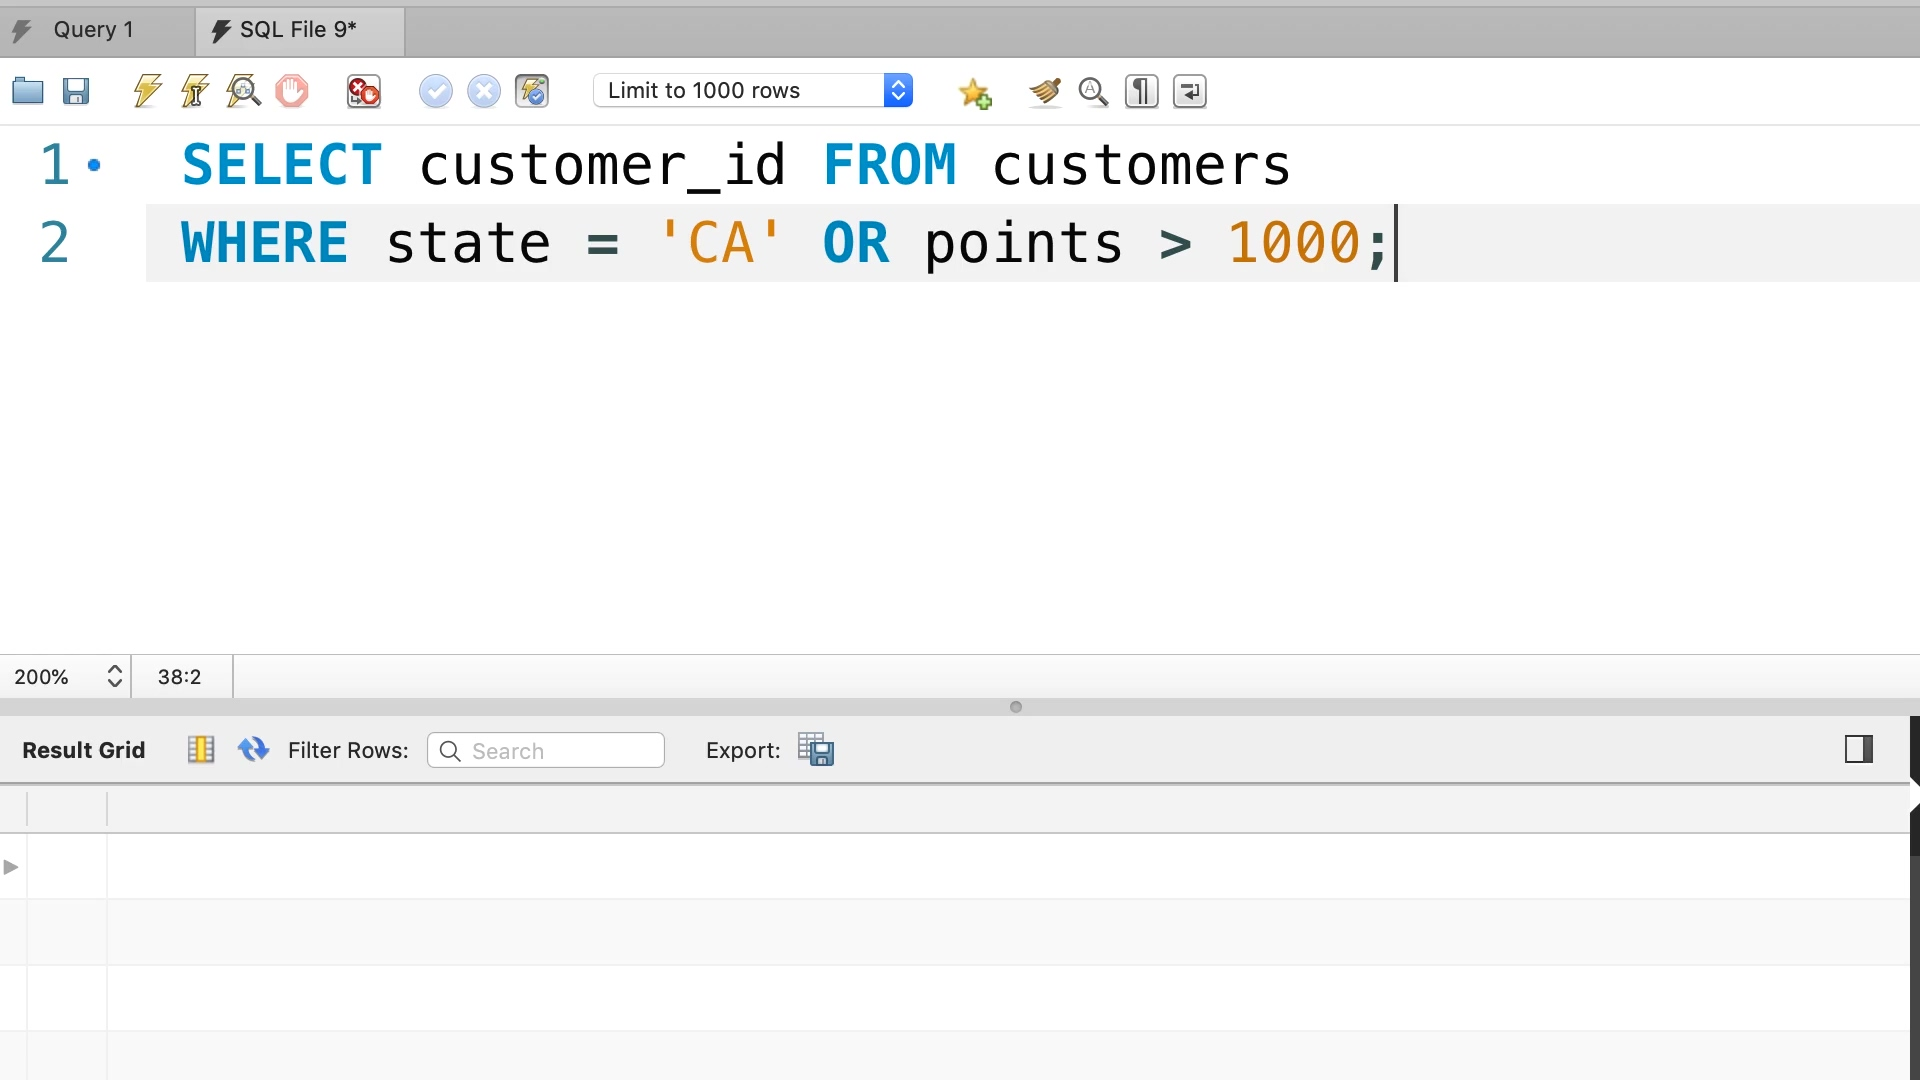 Query 1
SQL File 9*
Limit to 1000 rows
1 SELECT customer_id FROM customers
2 WHERE state = 'CA' OR points > 1000;
200% 38:2
Result Grid Filter Rows: Search Export: